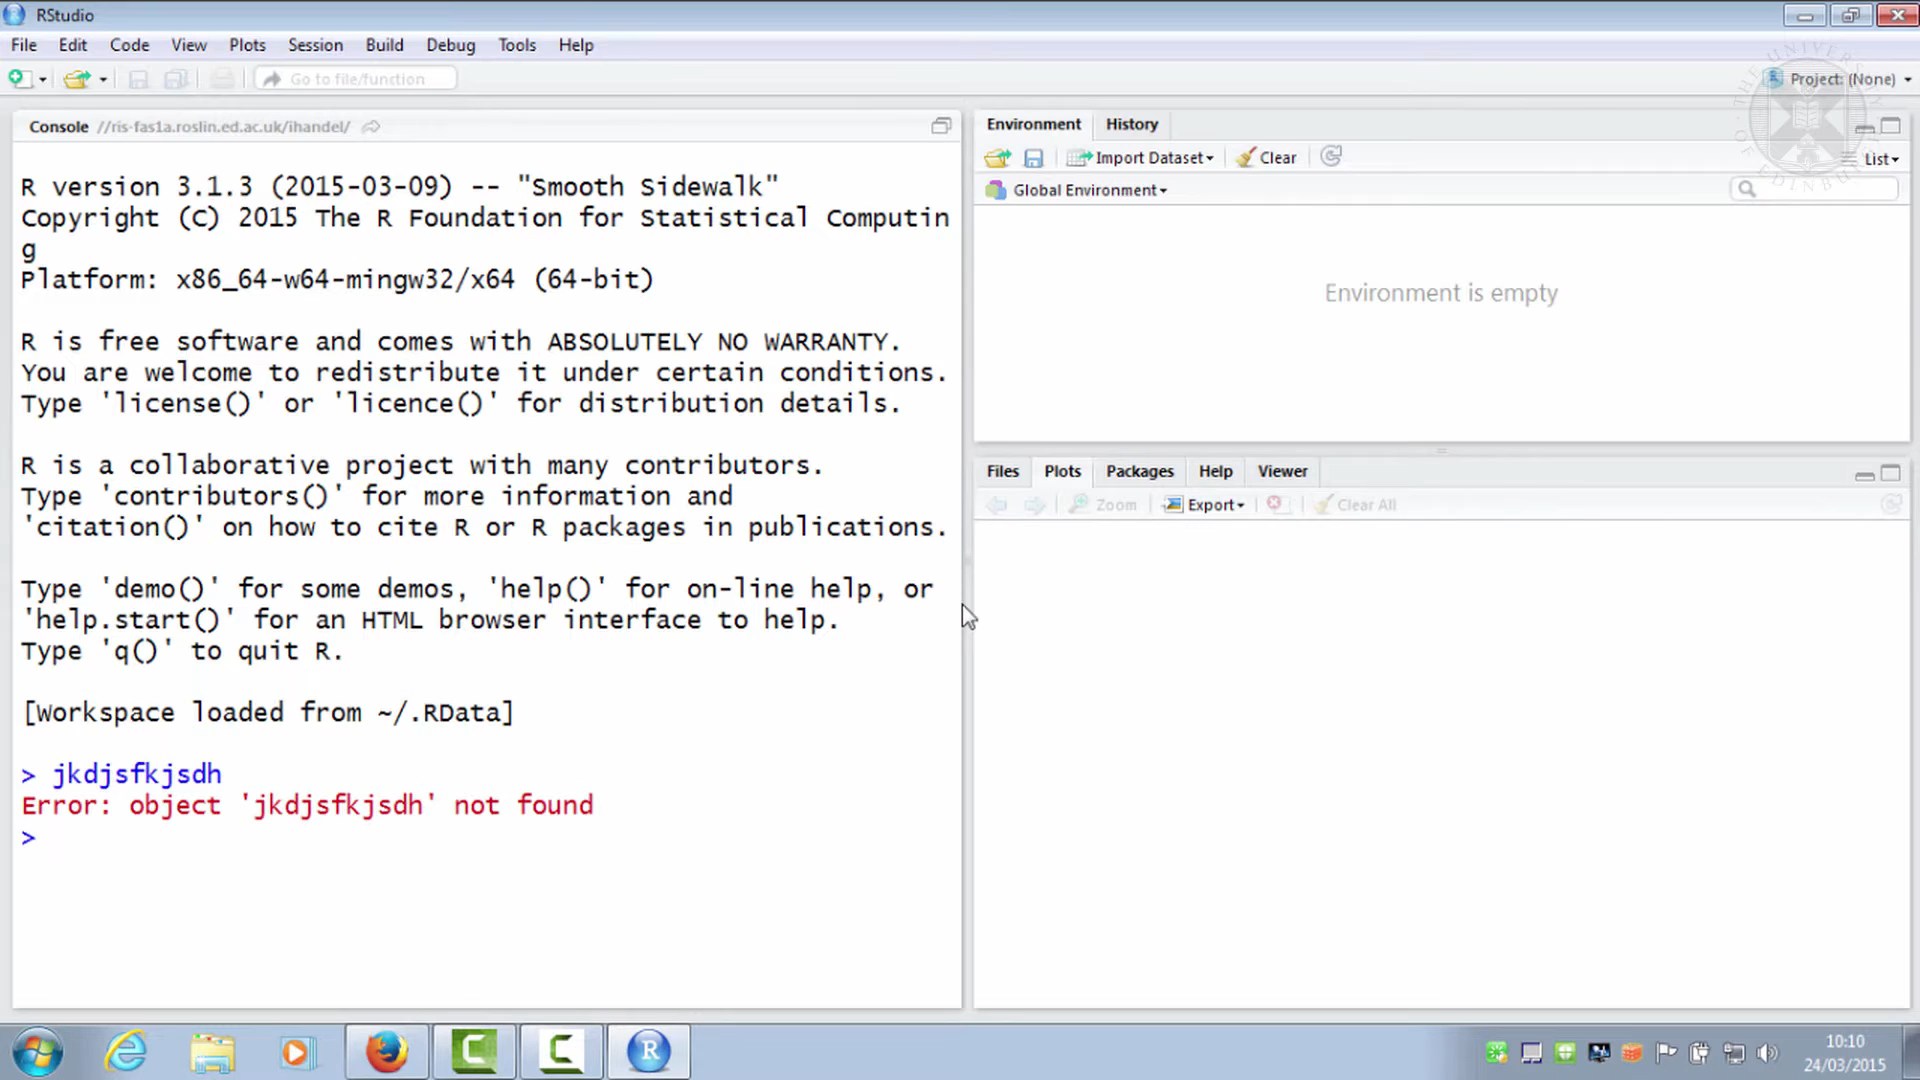 RStudio
File Edit Code View Plots Session Build Debug Tools Help
Go to file/function
Project: (None)
THE UNIVERSITY OF EDINBURGH
Console //ris-fas1a.roslin.ed.ac.uk/ihandel/
R version 3.1.3 (2015-03-09) -- "Smooth Sidewalk"
Copyright (C) 2015 The R Foundation for Statistical Computin
g
Platform: x86_64-w64-mingw32/x64 (64-bit)
R is free software and comes with ABSOLUTELY NO WARRANTY.
You are welcome to redistribute it under certain conditions.
Type 'license()' or 'licence()' for distribution details.
R is a collaborative project with many contributors.
Type 'contributors()' for more information and
'citation()' on how to cite R or R packages in publications.
Type 'demo()' for some demos, 'help()' for on-line help, or
'help.start()' for an HTML browser interface to help.
Type 'q()' to quit R.
[Workspace loaded from ~/.RData]
> jkdjsfkjsdh
Error: object 'jkdjsfkjsdh' not found
>
Environment History
Import Dataset Clear List
Global Environment
Environment is empty
Files Plots Packages Help Viewer
Zoom Export Clear All
10:10
24/03/2015